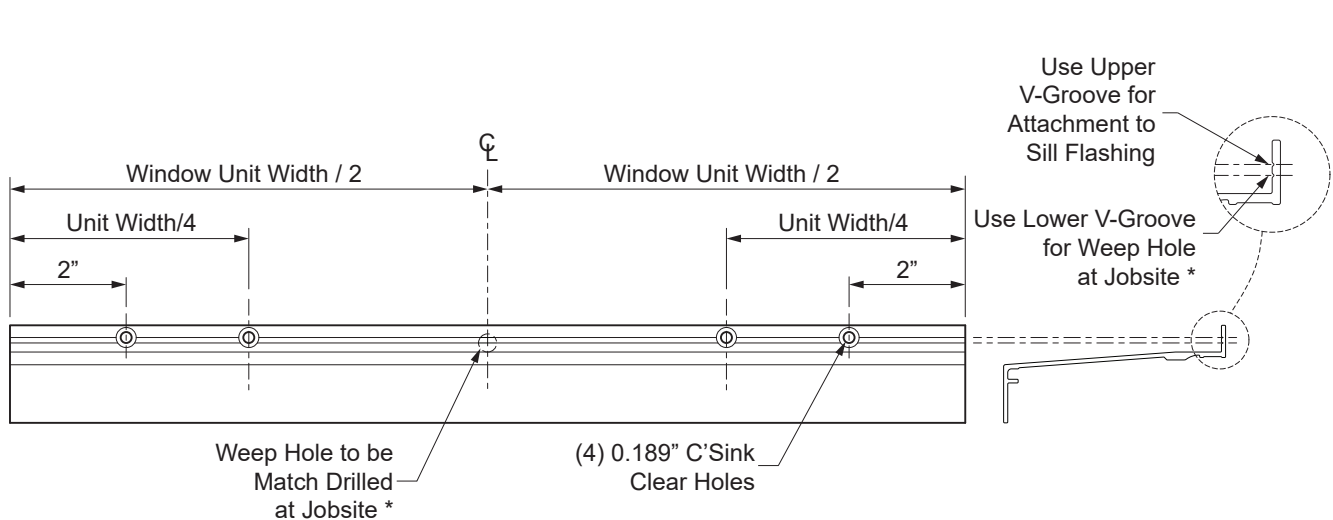 Use Upper
V-Groove for
Attachment to
Sill Flashing
℄
Window Unit Width / 2
Window Unit Width / 2
Unit Width/4
Unit Width/4
Use Lower V-Groove
for Weep Hole
at Jobsite *
2”
2”
Weep Hole to be
Match Drilled
at Jobsite *
(4) 0.189” C’Sink
Clear Holes